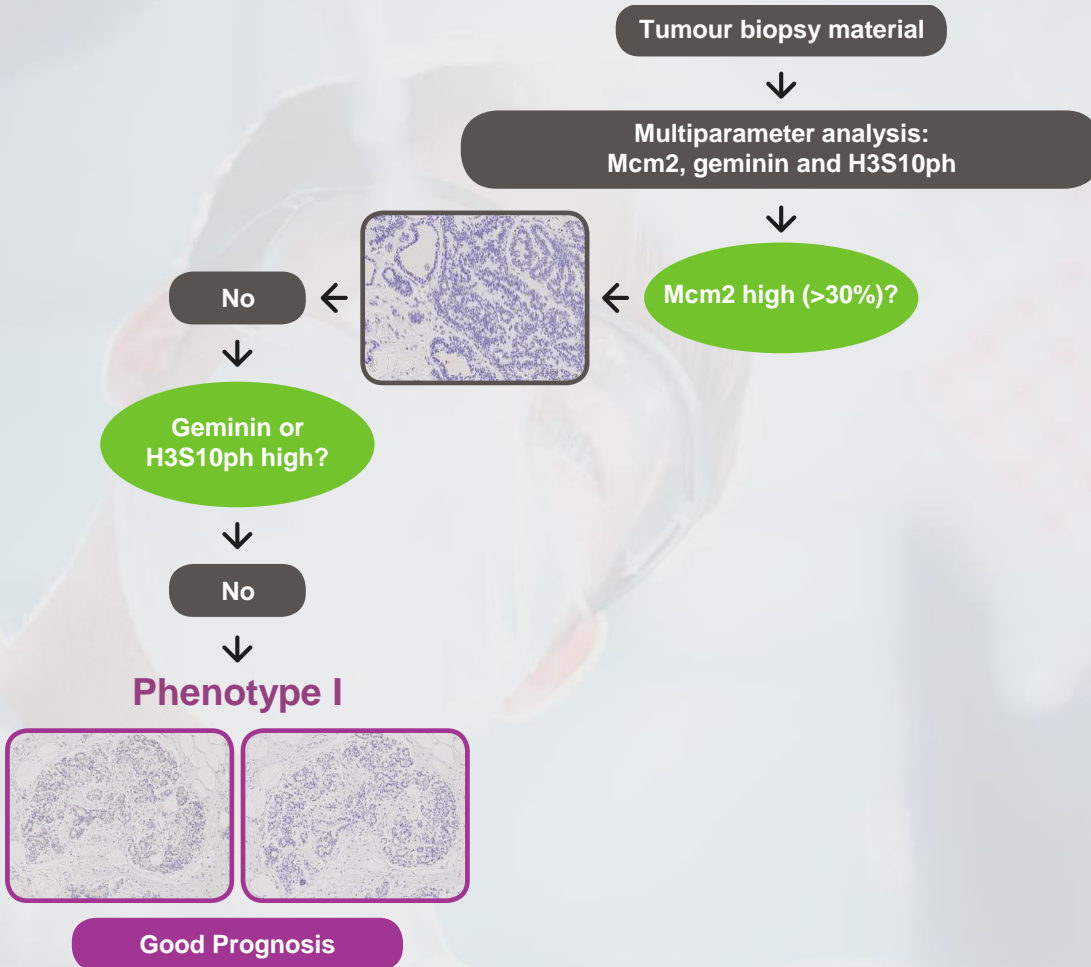 Tumour biopsy material
Multiparameter analysis:
Mcm2, geminin and H3S10ph
Mcm2 high (>30%)?
No
Geminin or
H3S10ph high?
No
Phenotype I
Good Prognosis